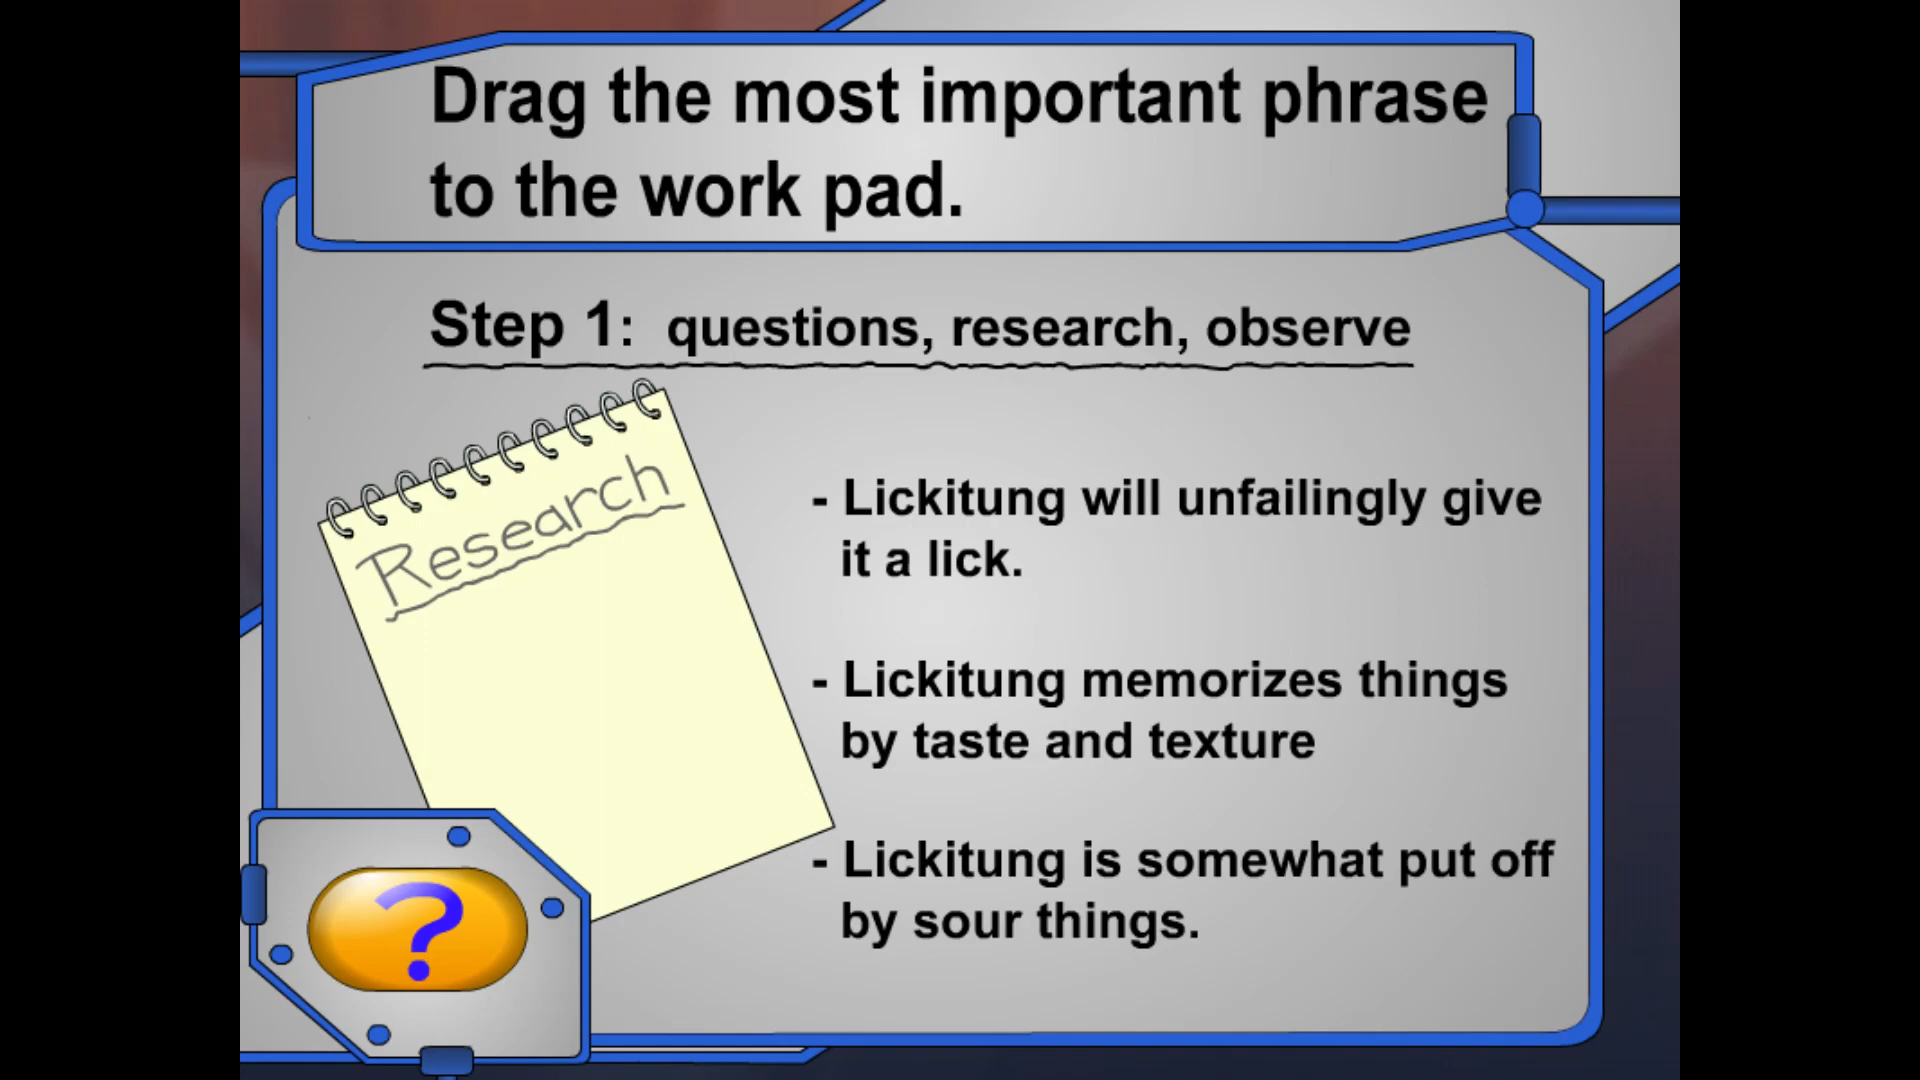 Drag the most important phrase
to the work pad.
Step 1: questions, research, observe
Research
- Lickitung will unfailingly give
it a lick.
- Lickitung memorizes things
by taste and texture
- Lickitung is somewhat put off
by sour things.
?